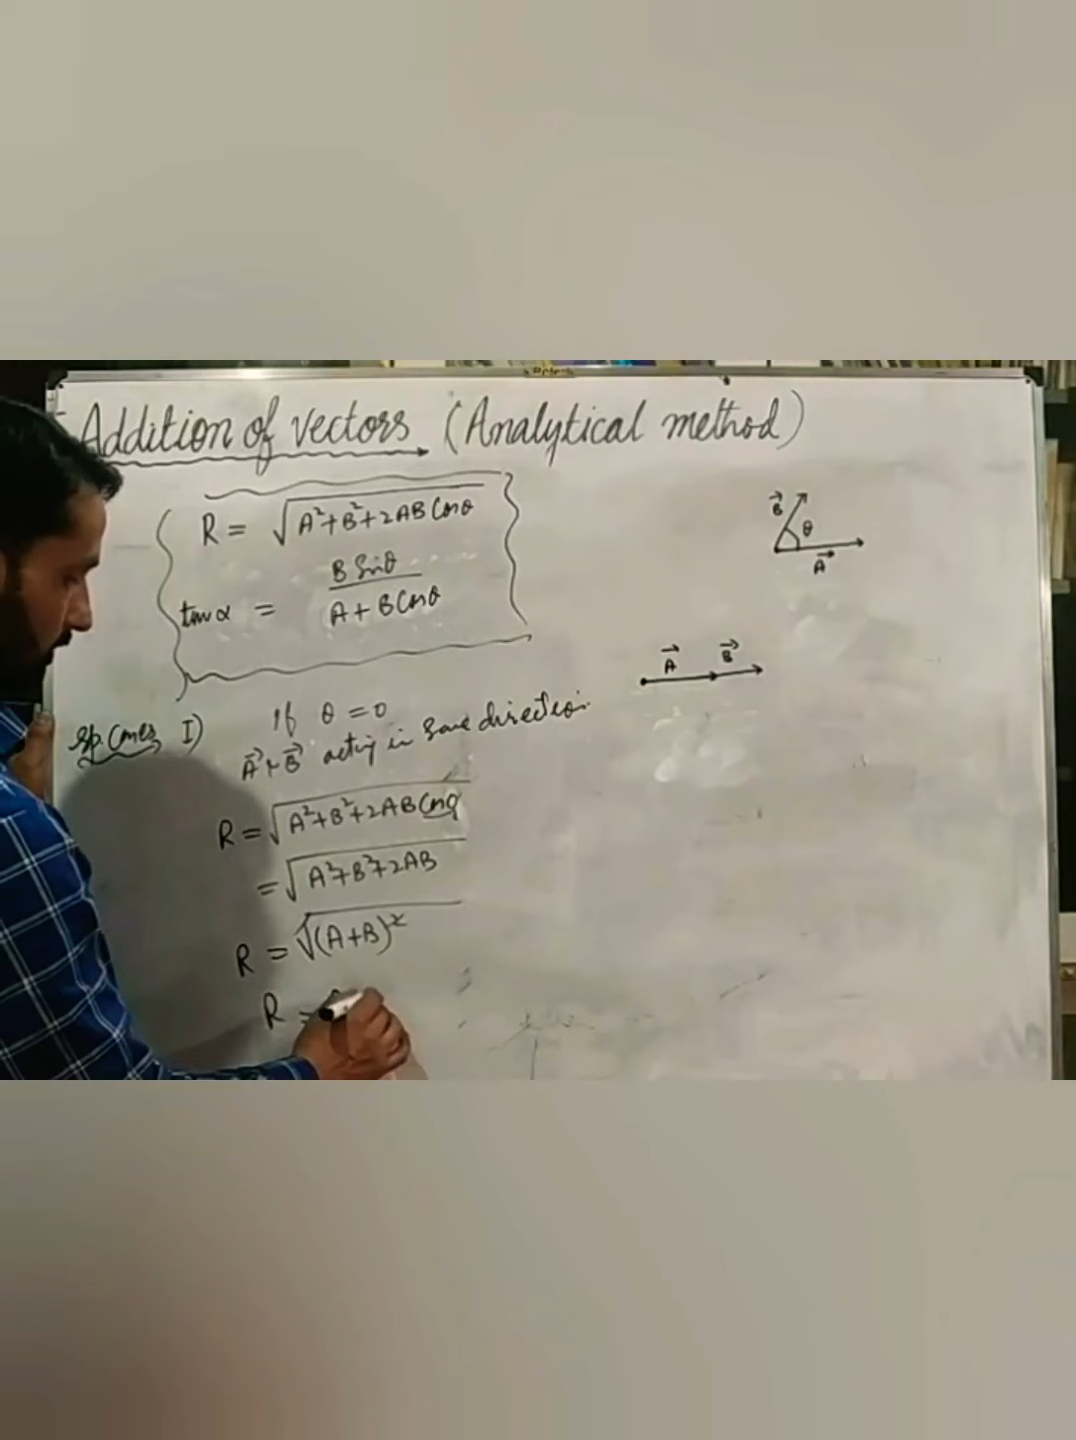 Addition of vectors (Analytical method)
R = √(A²+B²+2AB Cosθ)
tanα = B Sinθ / (A + B Cosθ)
B⃗ θ
A⃗
A⃗ B⃗
Sp. Cases I) If θ = 0
A⃗ & B⃗ acting in same direction.
R = √(A²+B²+2AB Cos0)
= √(A²+B²+2AB)
R = √(A+B)²
R =